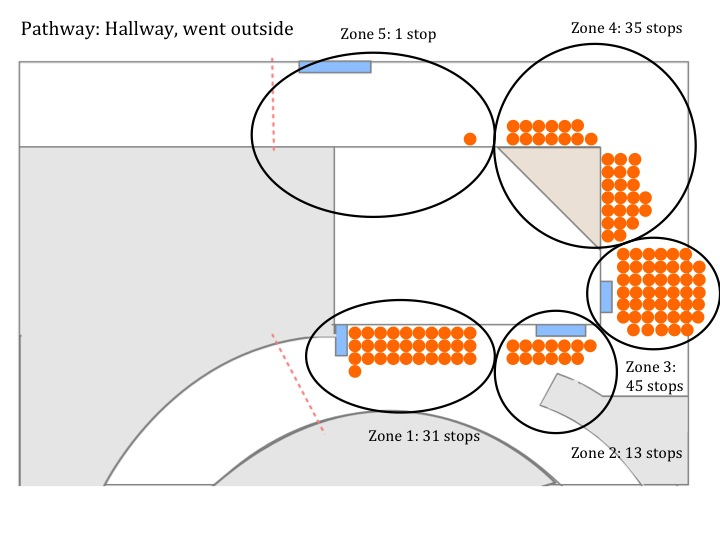 Pathway: Hallway, went outside
Zone 5: 1 stop
Zone 4: 35 stops
Zone 3:
45 stops
Zone 1: 31 stops
Zone 2: 13 stops